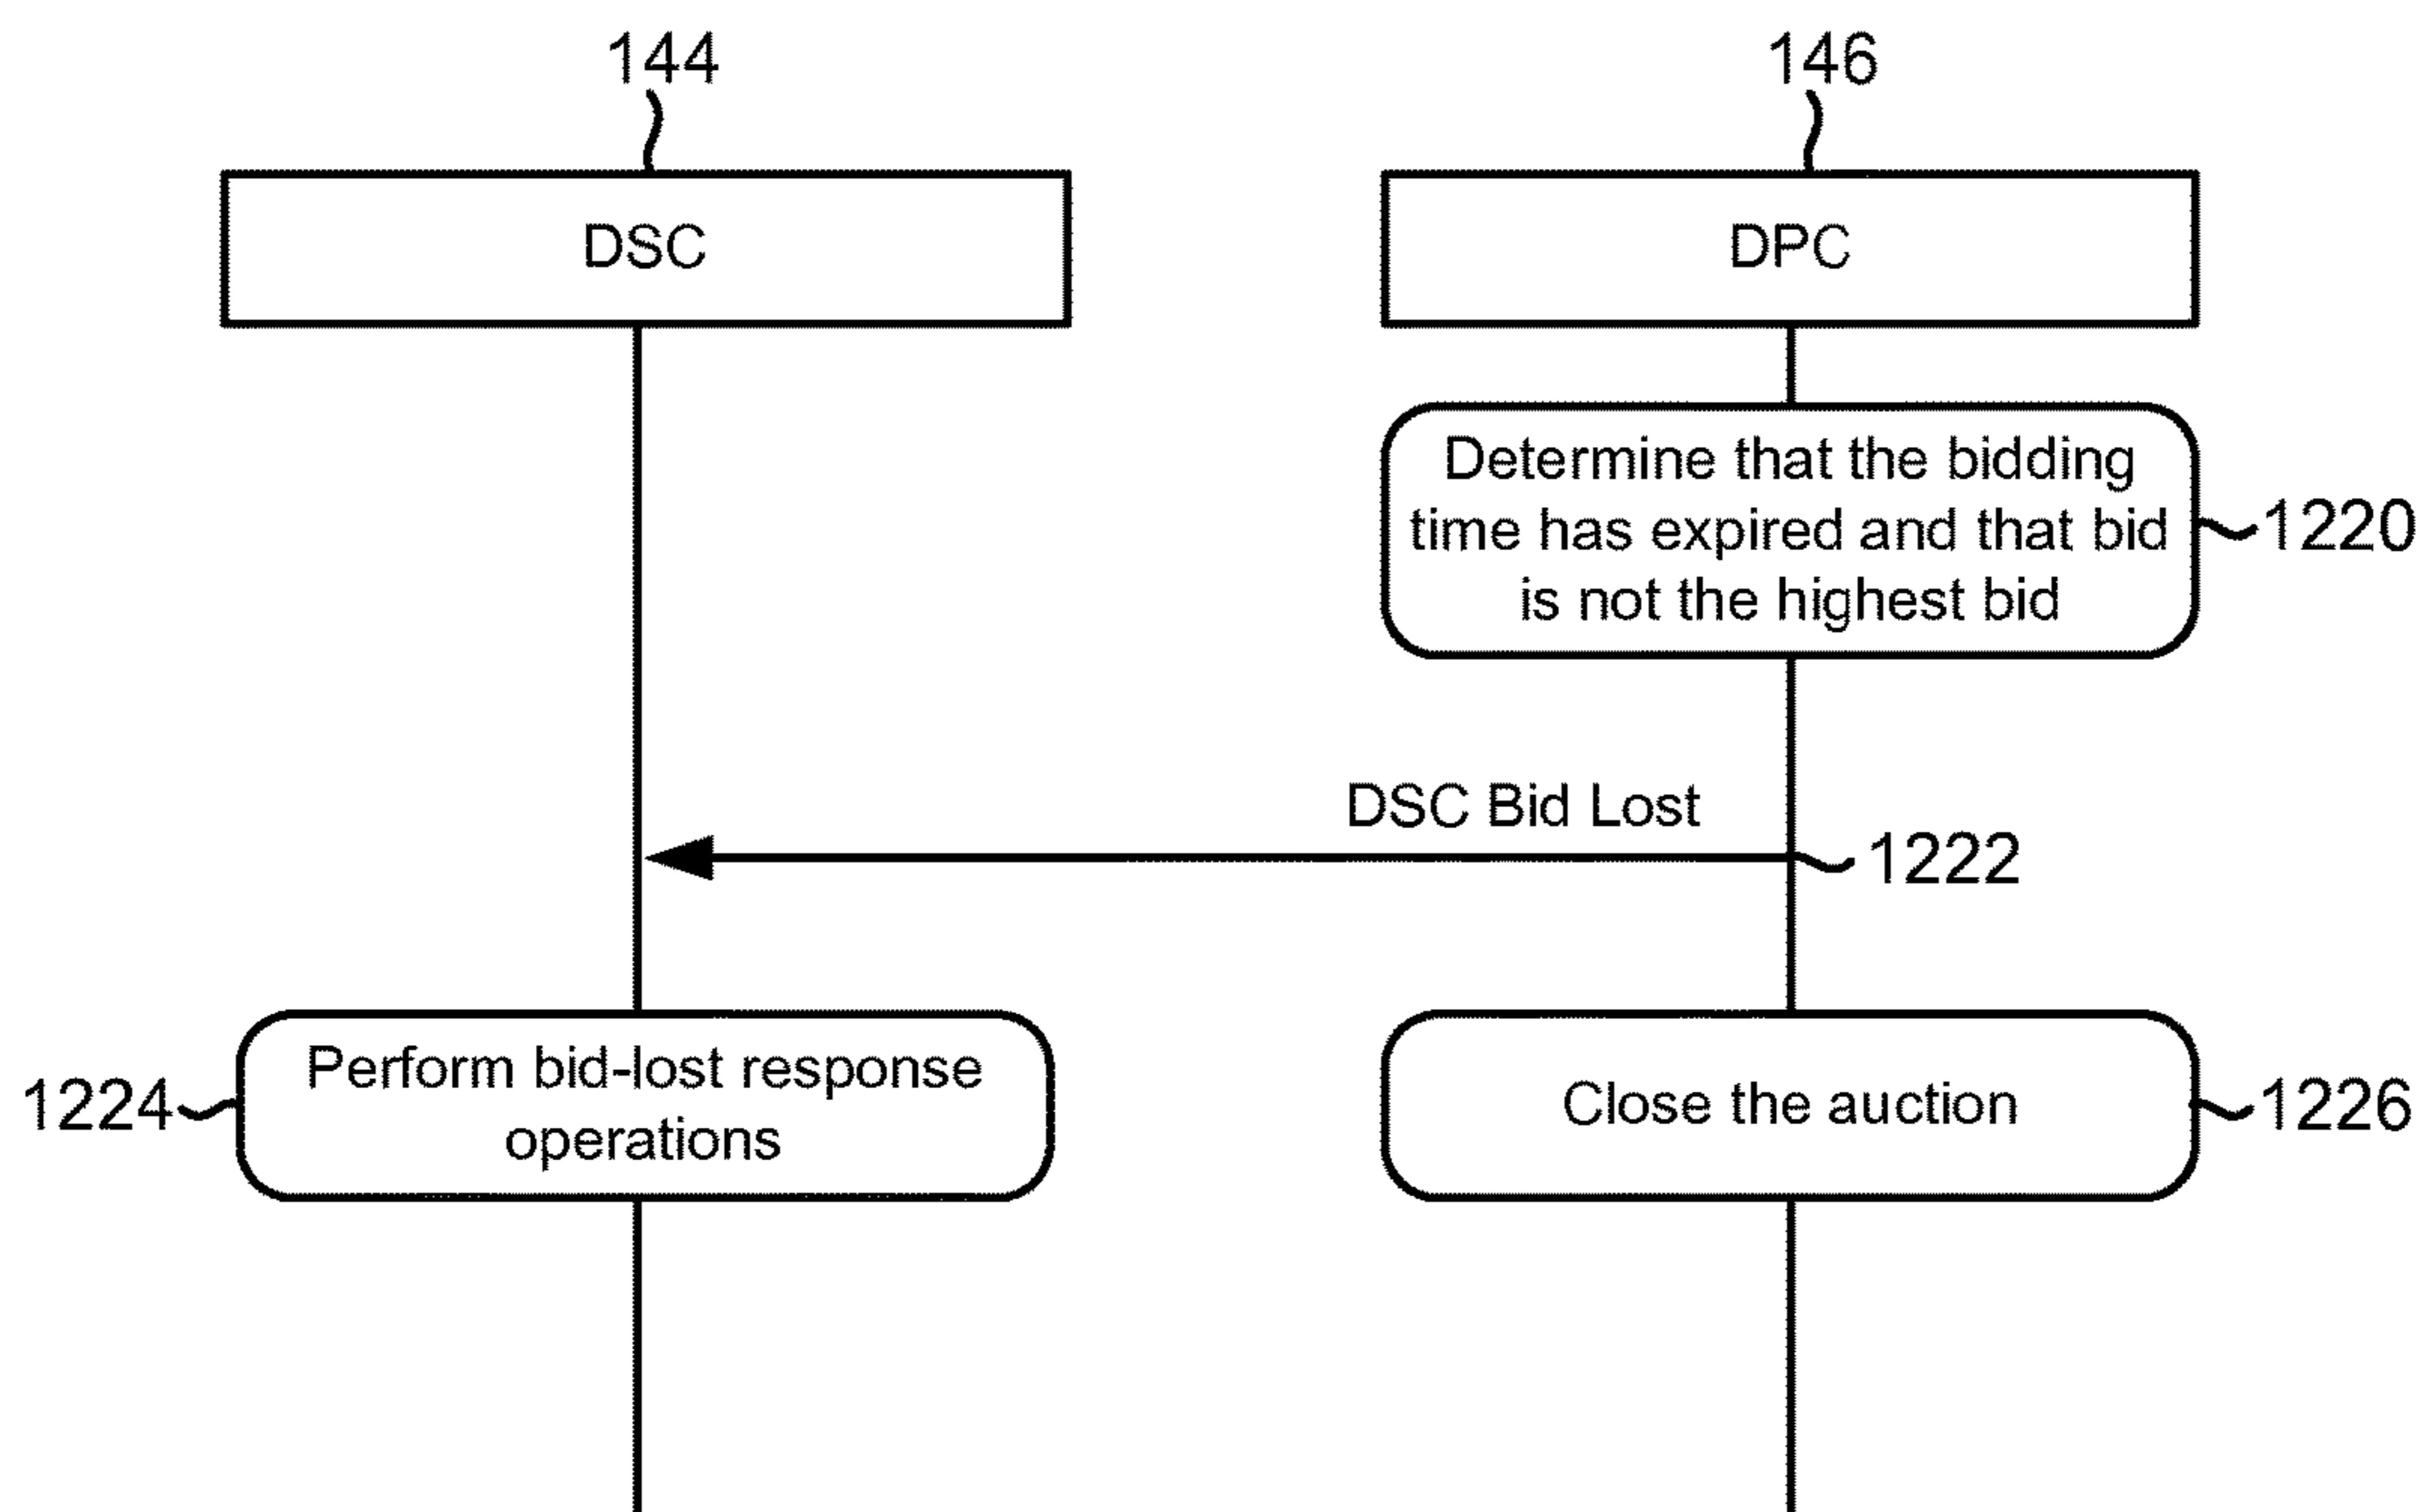 144
146
DSC
DPC
Determine that the bidding
time has expired and that bid
is not the highest bid
1220
DSC Bid Lost
1222
1224
Perform bid-lost response
operations
Close the auction
1226